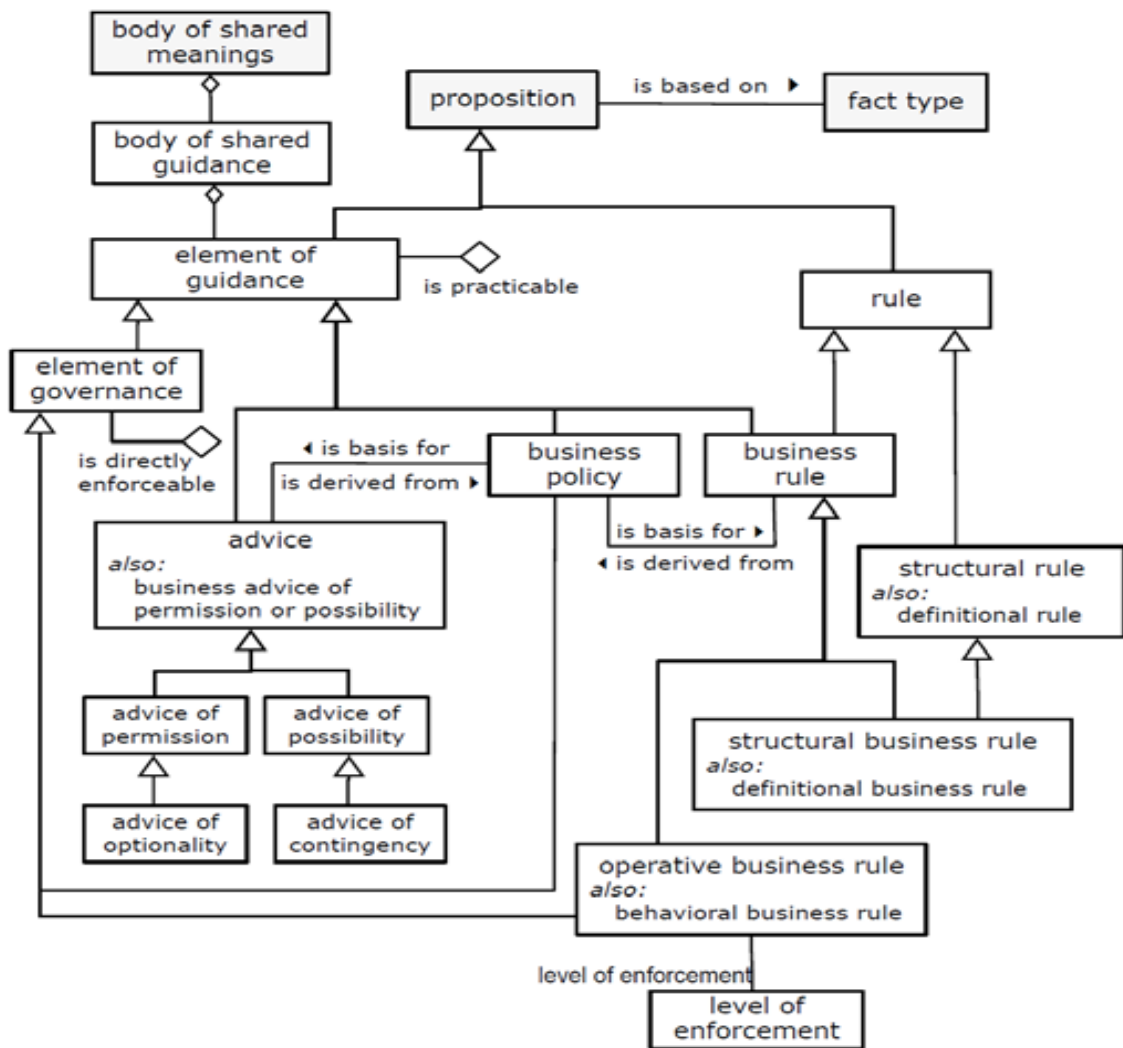 body of shared
meanings
proposition
is based on ▶
fact type
body of shared
guidance
element of
guidance
is practicable
rule
element of
governance
is directly
enforceable
◀ is basis for
is derived from ▶
business
policy
business
rule
is basis for ▶
◀ is derived from
advice
also:
business advice of
permission or possibility
structural rule
also:
definitional rule
advice of
permission
advice of
possibility
structural business rule
also:
definitional business rule
advice of
optionality
advice of
contingency
operative business rule
also:
behavioral business rule
level of enforcement
level of
enforcement